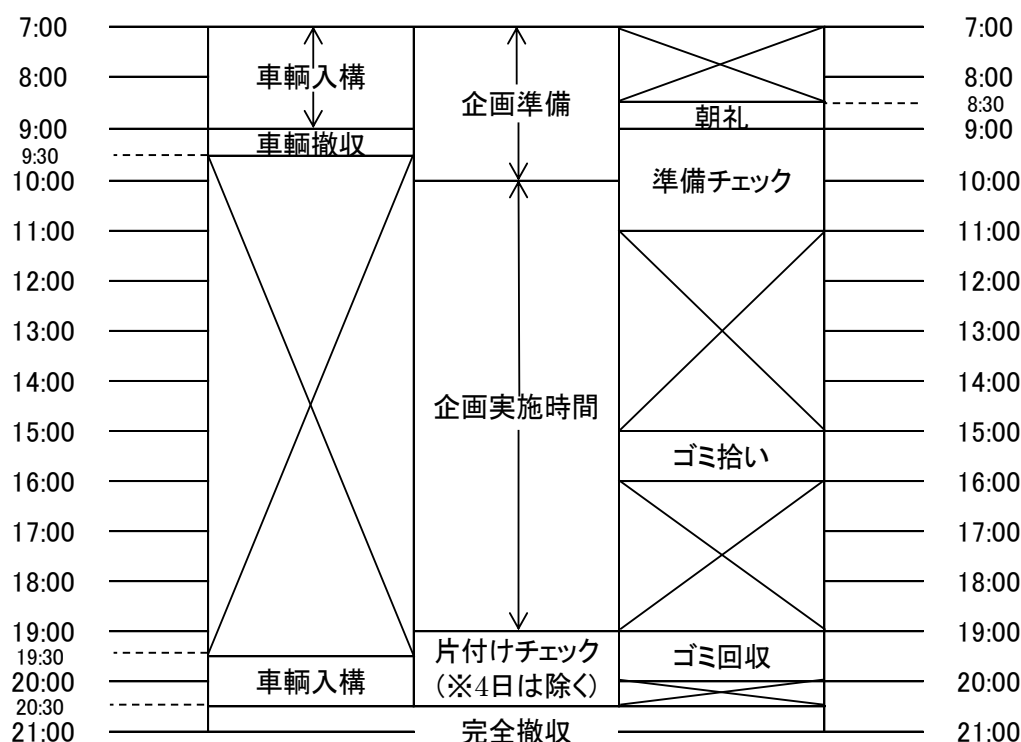 7:00
8:00
9:00
9:30
10:00
11:00
12:00
13:00
14:00
15:00
16:00
17:00
18:00
19:00
19:30
20:00
20:30
21:00
車輌入構
車輌撤収
車輌入構
企画準備
企画実施時間
片付けチェック
(※4日は除く)
完全撤収
朝礼
準備チェック
ゴミ拾い
ゴミ回収
7:00
8:00
8:30
9:00
10:00
11:00
12:00
13:00
14:00
15:00
16:00
17:00
18:00
19:00
20:00
21:00